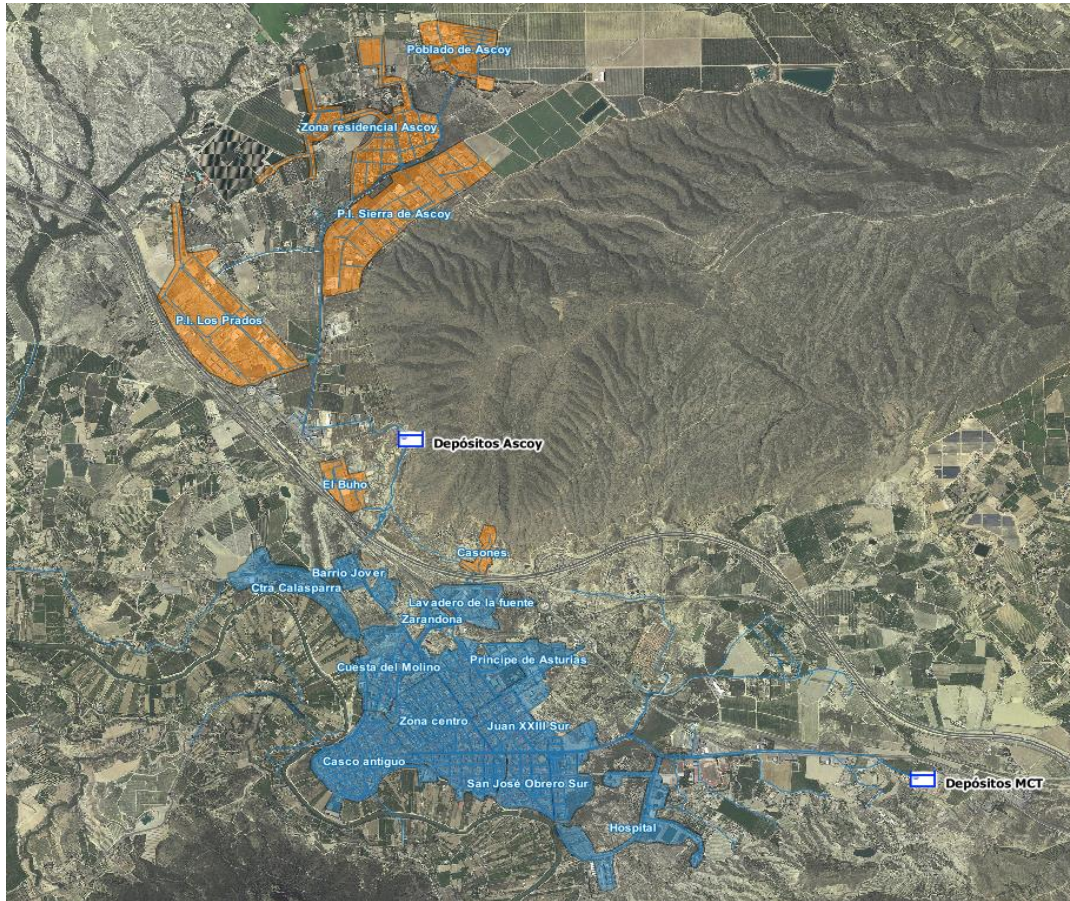 Poblado de Ascoy
Zona residencial Ascoy
P.I. Sierra de Ascoy
P.I. Los Prados
Depósitos Ascoy
El Buho
Casones.
Barrio Jover
Ctra Calasparra
Lavadero de la fuente
Zarandona
Principe de Asturias
Cuesta del Molino
Zona centro
Juan XXIII Sur
Casco antiguo
San José Obrero Sur
Depósitos MCT
Hospital